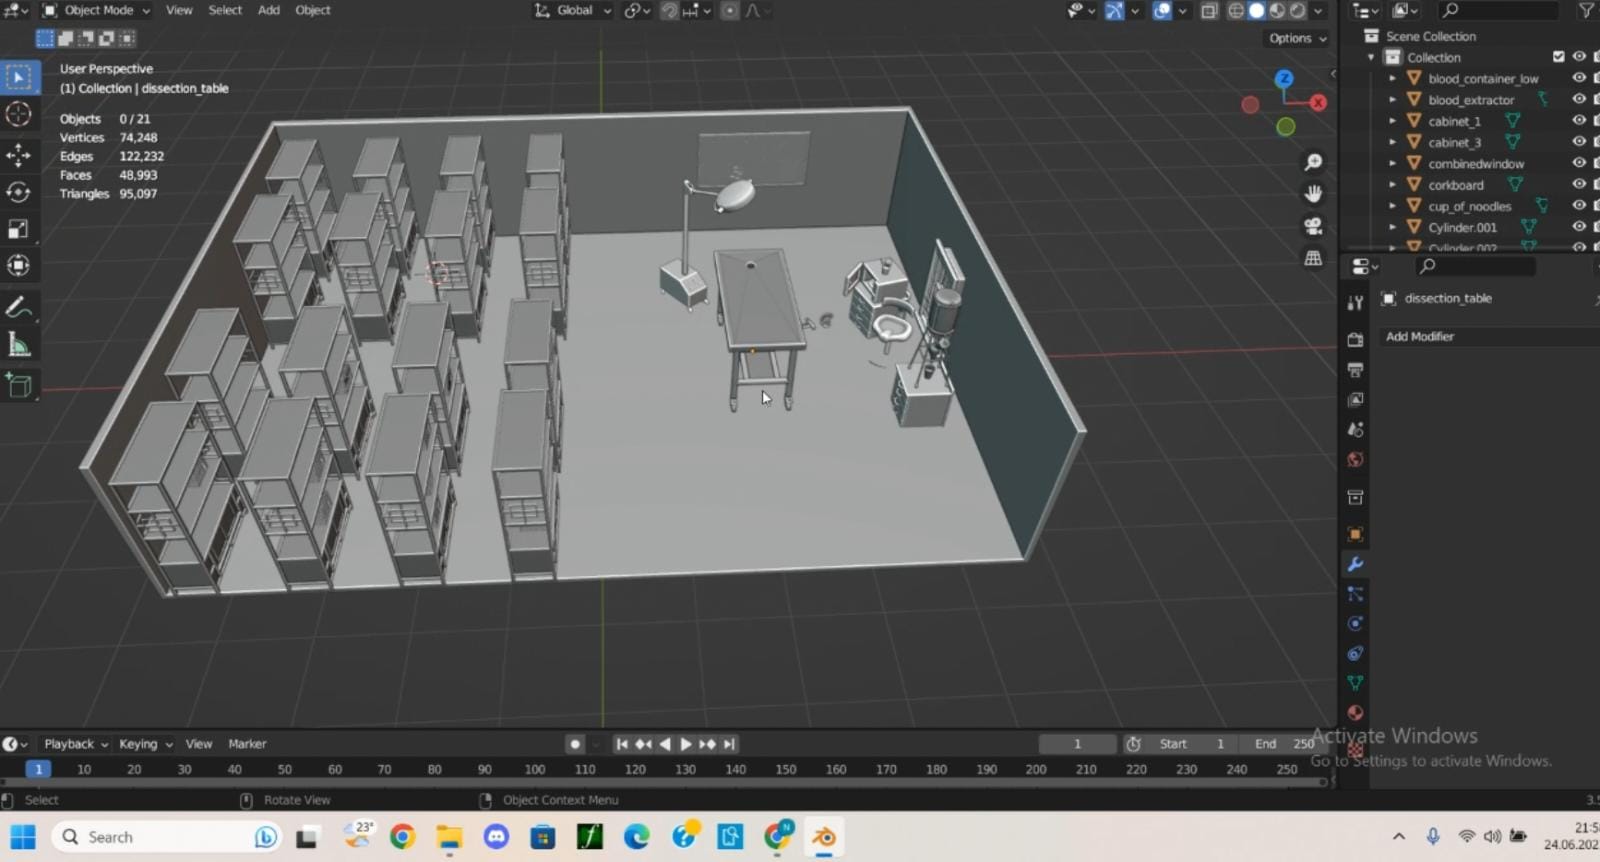 Object Mode View Select Add Object Global
Options
User Perspective
(1) Collection | dissection_table
Objects 0 / 21
Vertices 74,248
Edges 122,232
Faces 48,993
Triangles 95,097
Z
X
Scene Collection
Collection
blood_container_low
blood_extractor
cabinet_1
cabinet_3
combinedwindow
corkboard
cup_of_noodles
Cylinder.001
Cylinder.002
dissection_table
Add Modifier
Playback Keying View Marker 1 Start 1 End 250
1 10 20 30 40 50 60 70 80 90 100 110 120 130 140 150 160 170 180 190 200 210 220 230 240 250
Activate Windows
Go to Settings to activate Windows.
Select Rotate View Object Context Menu
Search 23°
N